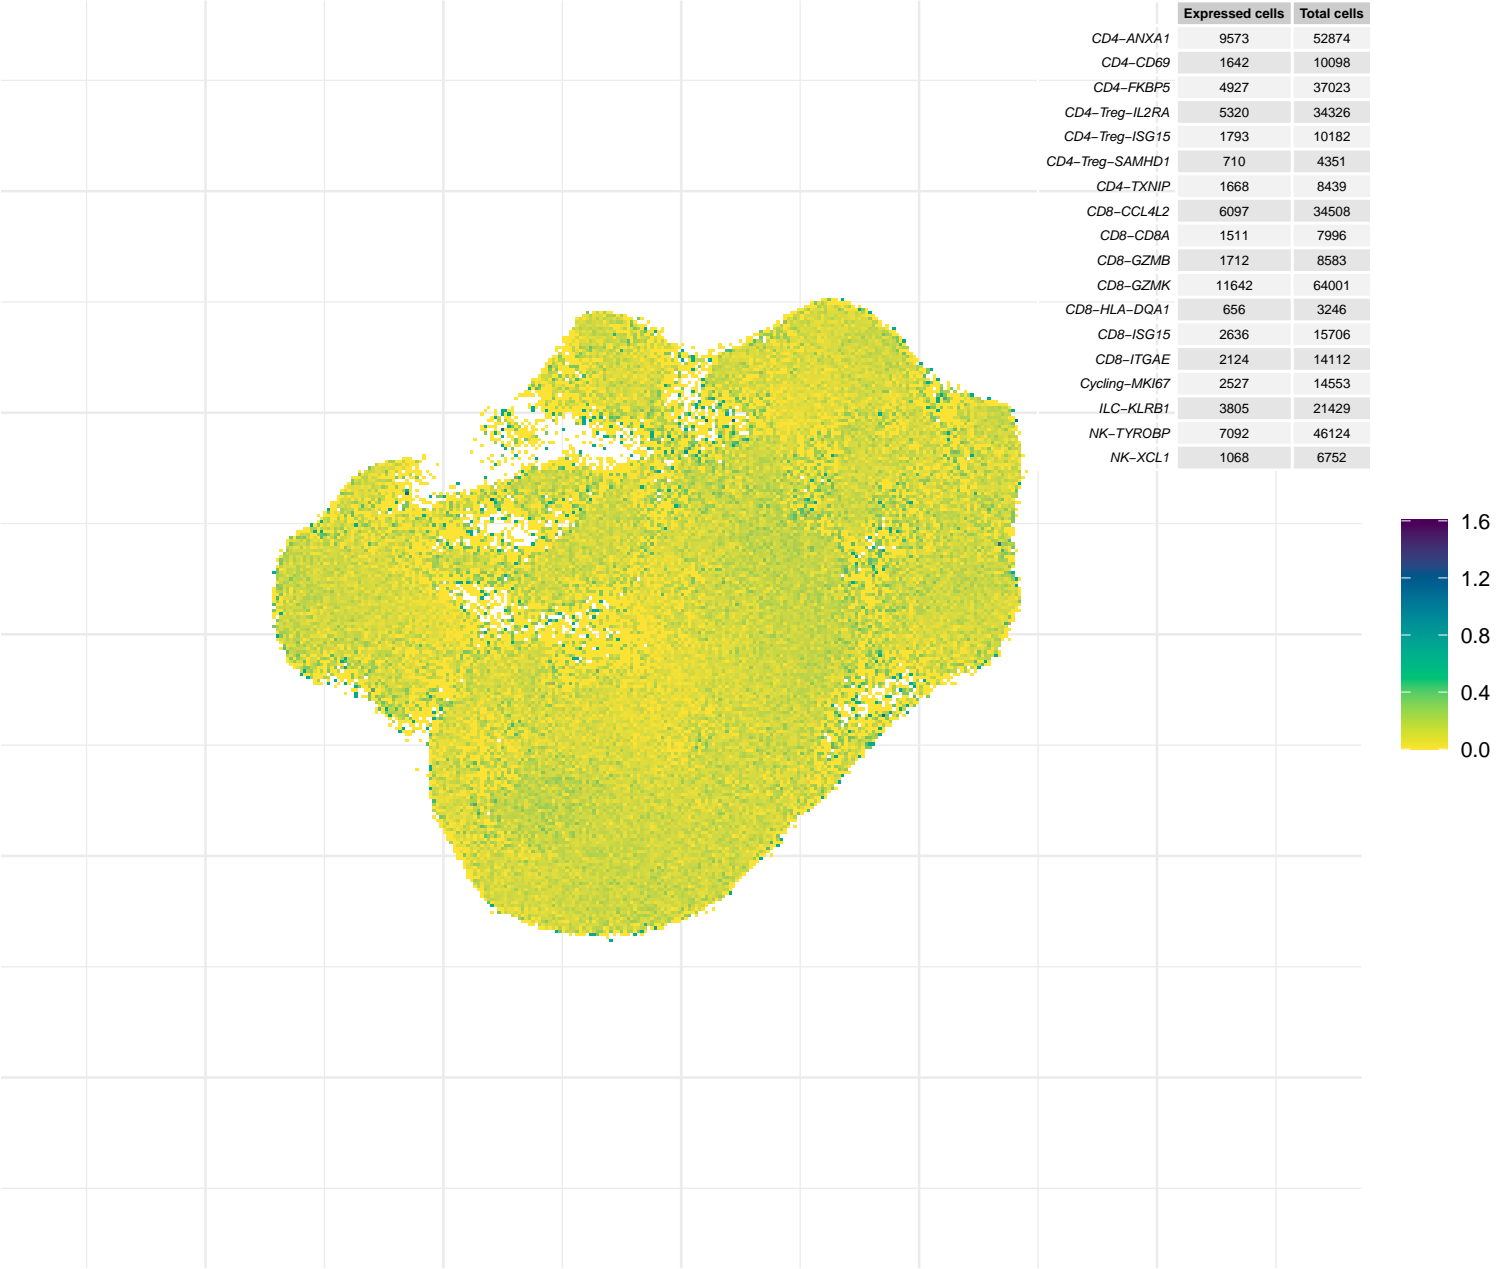 Expressed cells Total cells
CD4−ANXA1 9573 52874
CD4−CD69 1642 10098
CD4−FKBP5 4927 37023
CD4−Treg−IL2RA 5320 34326
CD4−Treg−ISG15 1793 10182
CD4−Treg−SAMHD1 710 4351
CD4−TXNIP 1668 8439
CD8−CCL4L2 6097 34508
CD8−CD8A 1511 7996
CD8−GZMB 1712 8583
CD8−GZMK 11642 64001
CD8−HLA−DQA1 656 3246
CD8−ISG15 2636 15706
CD8−ITGAE 2124 14112
Cycling−MKI67 2527 14553
ILC−KLRB1 3805 21429
NK−TYROBP 7092 46124
NK−XCL1 1068 6752
1.6
1.2
0.8
0.4
0.0